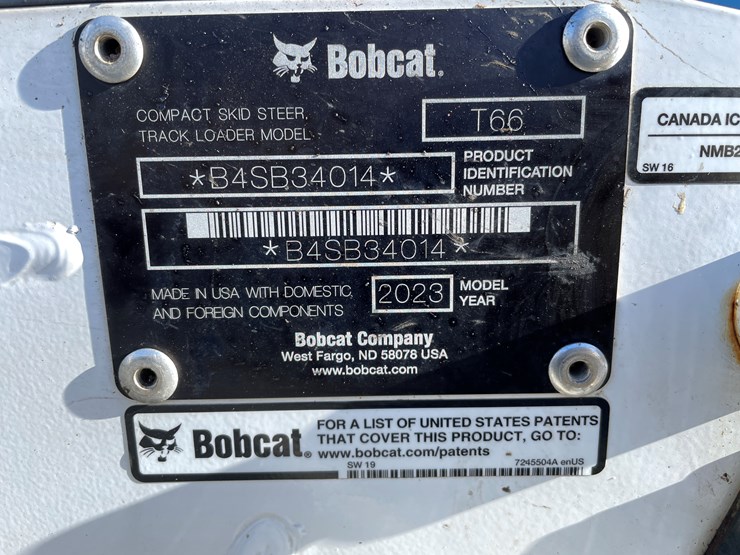 Bobcat.
COMPACT SKID STEER,
TRACK LOADER MODEL
T66
*B4SB34014*
PRODUCT
IDENTIFICATION
NUMBER
*B4SB34014*
MADE IN USA WITH DOMESTIC
AND FOREIGN COMPONENTS
2023
MODEL
YEAR
Bobcat Company
West Fargo, ND 58078 USA
www.bobcat.com
CANADA IC
NMB2
SW 16
Bobcat.
FOR A LIST OF UNITED STATES PATENTS
THAT COVER THIS PRODUCT, GO TO:
www.bobcat.com/patents
SW 19
7245504A enUS